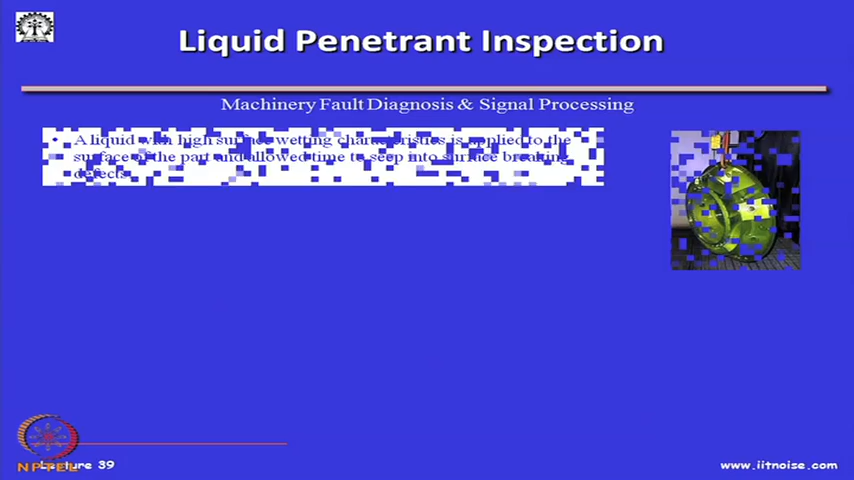 Liquid Penetrant Inspection
Machinery Fault Diagnosis & Signal Processing
• A liquid with high surface wetting characteristics is applied to the
surface of the part and allowed time to seep into surface breaking
defects.
NPTEL Lecture 39
www.iitnoise.com